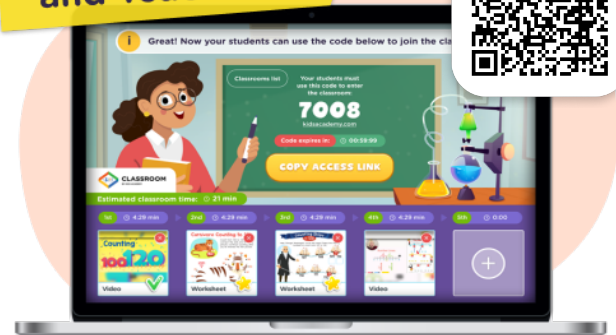 and
Great! Now your students can use the code below to join the cla
Classrooms list
Your students must
use this code to enter
the classroom
7008
kidsacademy.com
Code expires in: 00:59:99
COPY ACCESS LINK
CLASSROOM
Estimated classroom time: 21 min
1st 4:29 min 2nd 4:29 min 3rd 4:29 min 4th 4:29 min 5th 0:00
Counting
100 120
Video
Worksheet
Worksheet
Video